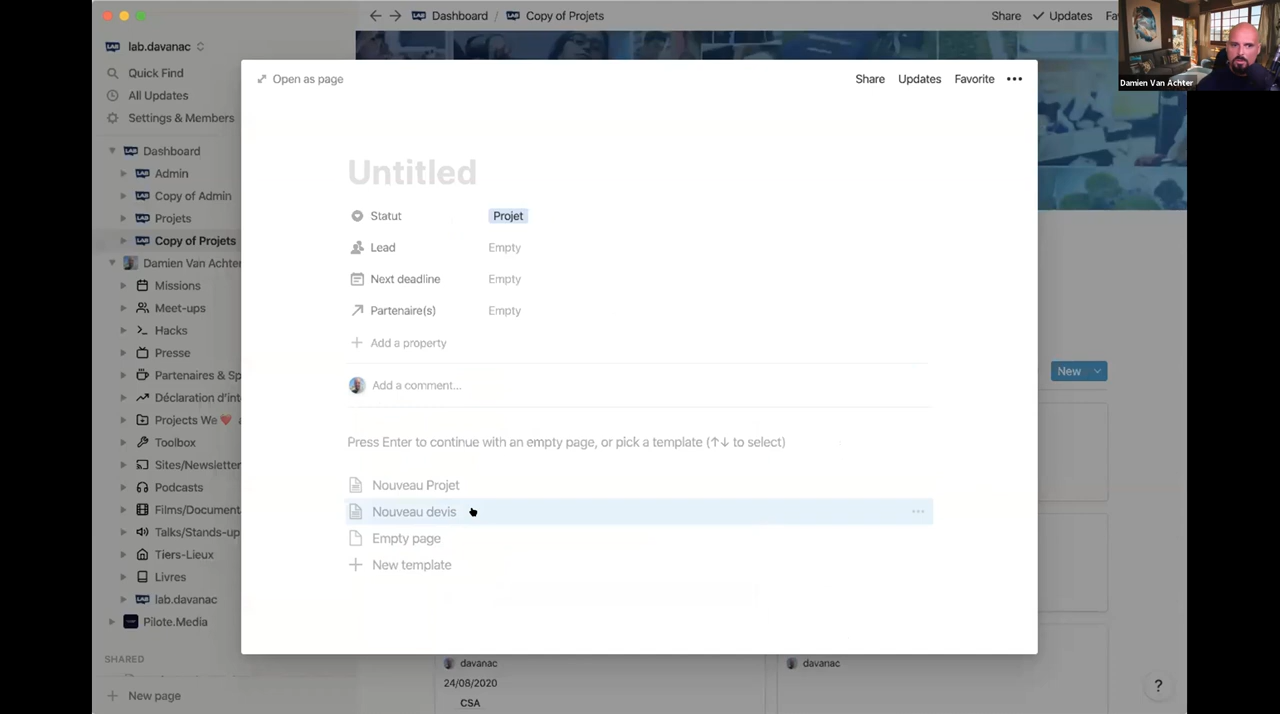 Dashboard / Copy of Projets
Share Updates
Damien Van Achter
lab.davanac
Quick Find
All Updates
Settings & Members
Dashboard
Admin
Copy of Admin
Projets
Copy of Projets
Damien Van Achter
Missions
Meet-ups
Hacks
Presse
Partenaires & Sp
Déclaration d'int
Projects We ❤️
Toolbox
Sites/Newsletter
Podcasts
Films/Document
Talks/Stands-up
Tiers-Lieux
Livres
lab.davanac
Pilote.Media
SHARED
New page
Open as page
Share Updates Favorite •••
Untitled
Statut Projet
Lead Empty
Next deadline Empty
Partenaire(s) Empty
Add a property
Add a comment...
Press Enter to continue with an empty page, or pick a template (↑↓ to select)
Nouveau Projet
Nouveau devis
Empty page
New template
New
davanac
24/08/2020
CSA
davanac
?